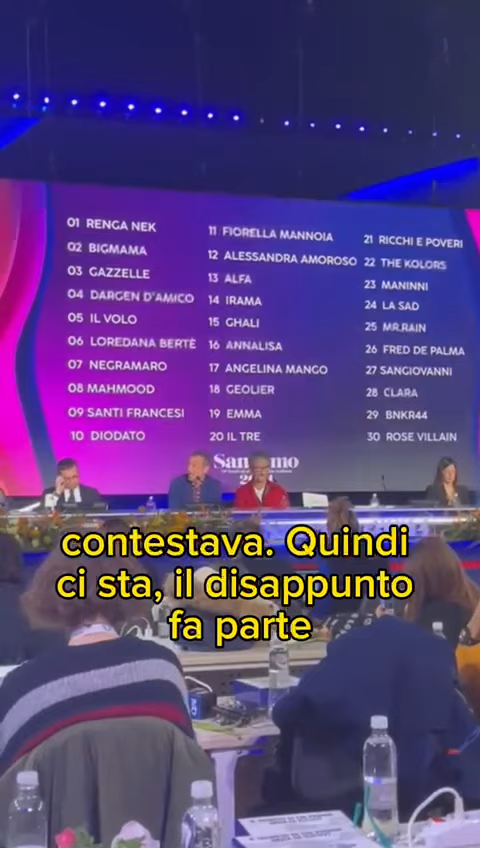 01 RENGA NEK
02 BIGMAMA
03 GAZZELLE
04 DARGEN D'AMICO
05 IL VOLO
06 LOREDANA BERTÈ
07 NEGRAMARO
08 MAHMOOD
09 SANTI FRANCESI
10 DIODATO
11 FIORELLA MANNOIA
12 ALESSANDRA AMOROSO
13 ALFA
14 IRAMA
15 GHALI
16 ANNALISA
17 ANGELINA MANGO
18 GEOLIER
19 EMMA
20 IL TRE
21 RICCHI E POVERI
22 THE KOLORS
23 MANINNI
24 LA SAD
25 MR.RAIN
26 FRED DE PALMA
27 SANGIOVANNI
28 CLARA
29 BNKR44
30 ROSE VILLAIN
contestava. Quindi
ci sta, il disappunto
fa parte